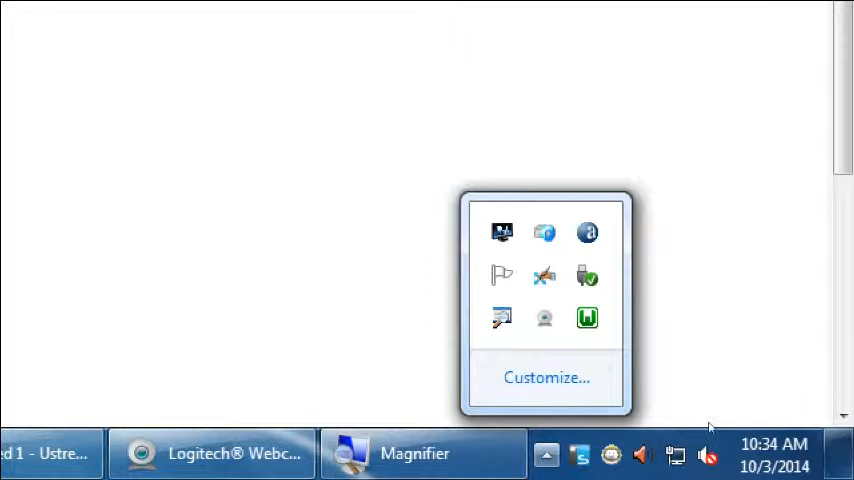 a
W
Customize...
ed 1 - Ustre...
Logitech® Webc...
Magnifier
S
10:34 AM
10/3/2014